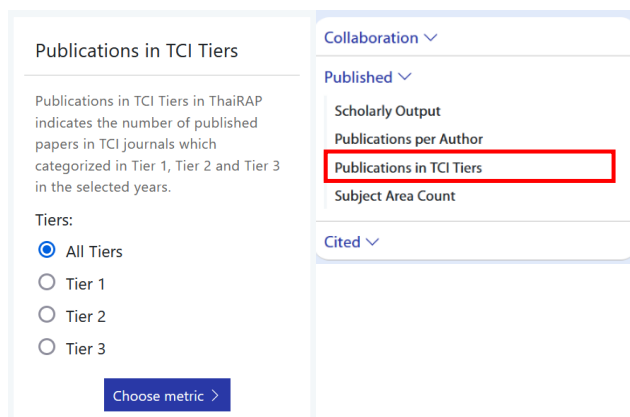 Publications in TCI Tiers
Publications in TCI Tiers in ThaiRAP
indicates the number of published
papers in TCI journals which
categorized in Tier 1, Tier 2 and Tier 3
in the selected years.
Tiers:
All Tiers
Tier 1
Tier 2
Tier 3
Choose metric
Collaboration
Published
Scholarly Output
Publications per Author
Publications in TCI Tiers
Subject Area Count
Cited